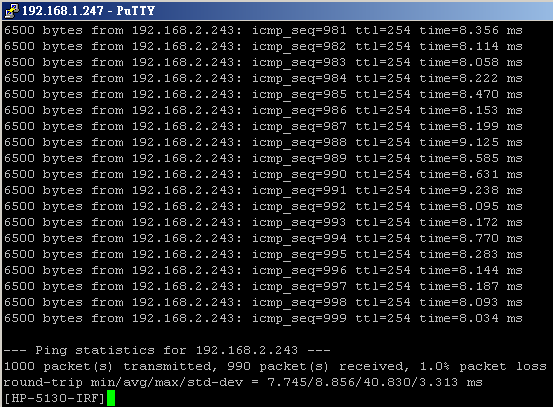 192.168.1.247 - PuTTY
6500 bytes from 192.168.2.243: icmp_seq=981 ttl=254 time=8.356 ms
6500 bytes from 192.168.2.243: icmp_seq=982 ttl=254 time=8.114 ms
6500 bytes from 192.168.2.243: icmp_seq=983 ttl=254 time=8.058 ms
6500 bytes from 192.168.2.243: icmp_seq=984 ttl=254 time=8.222 ms
6500 bytes from 192.168.2.243: icmp_seq=985 ttl=254 time=8.470 ms
6500 bytes from 192.168.2.243: icmp_seq=986 ttl=254 time=8.153 ms
6500 bytes from 192.168.2.243: icmp_seq=987 ttl=254 time=8.199 ms
6500 bytes from 192.168.2.243: icmp_seq=988 ttl=254 time=9.125 ms
6500 bytes from 192.168.2.243: icmp_seq=989 ttl=254 time=8.585 ms
6500 bytes from 192.168.2.243: icmp_seq=990 ttl=254 time=8.631 ms
6500 bytes from 192.168.2.243: icmp_seq=991 ttl=254 time=9.238 ms
6500 bytes from 192.168.2.243: icmp_seq=992 ttl=254 time=8.095 ms
6500 bytes from 192.168.2.243: icmp_seq=993 ttl=254 time=8.172 ms
6500 bytes from 192.168.2.243: icmp_seq=994 ttl=254 time=8.770 ms
6500 bytes from 192.168.2.243: icmp_seq=995 ttl=254 time=8.283 ms
6500 bytes from 192.168.2.243: icmp_seq=996 ttl=254 time=8.144 ms
6500 bytes from 192.168.2.243: icmp_seq=997 ttl=254 time=8.187 ms
6500 bytes from 192.168.2.243: icmp_seq=998 ttl=254 time=8.093 ms
6500 bytes from 192.168.2.243: icmp_seq=999 ttl=254 time=8.034 ms
--- Ping statistics for 192.168.2.243 ---
1000 packet(s) transmitted, 990 packet(s) received, 1.0% packet loss
round-trip min/avg/max/std-dev = 7.745/8.856/40.830/3.313 ms
[HP-5130-IRF]